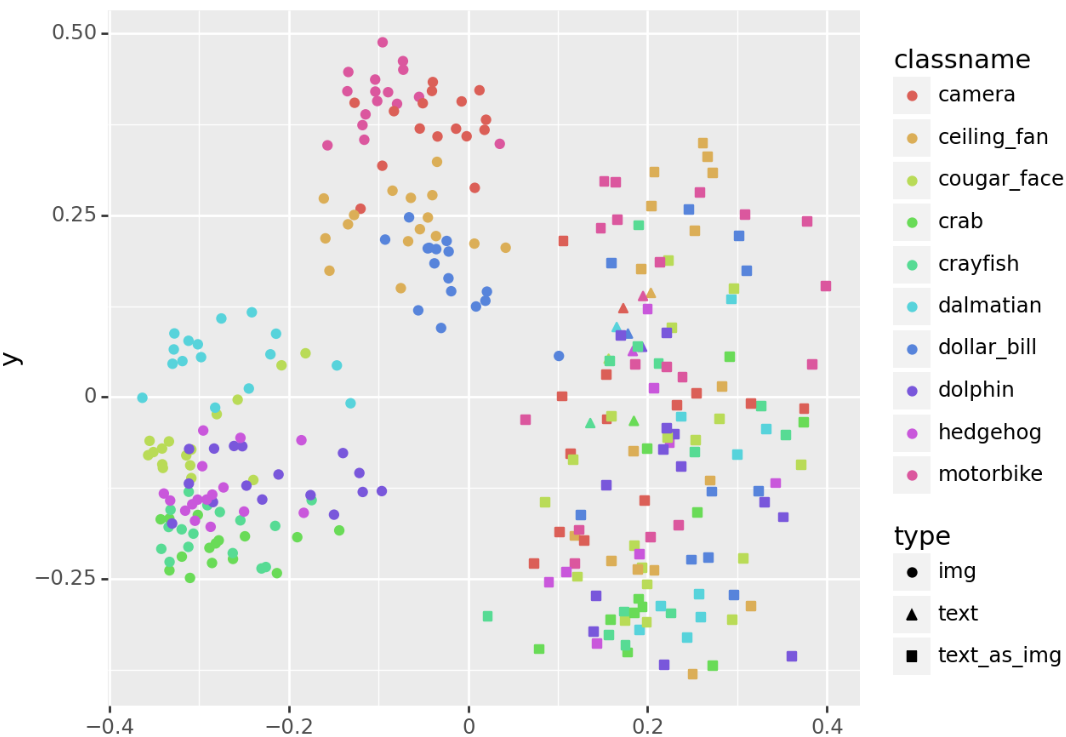 0.50
0.25
0
−0.25
y
−0.4
−0.2
0
0.2
0.4
classname
camera
ceiling_fan
cougar_face
crab
crayfish
dalmatian
dollar_bill
dolphin
hedgehog
motorbike
type
img
text
text_as_img